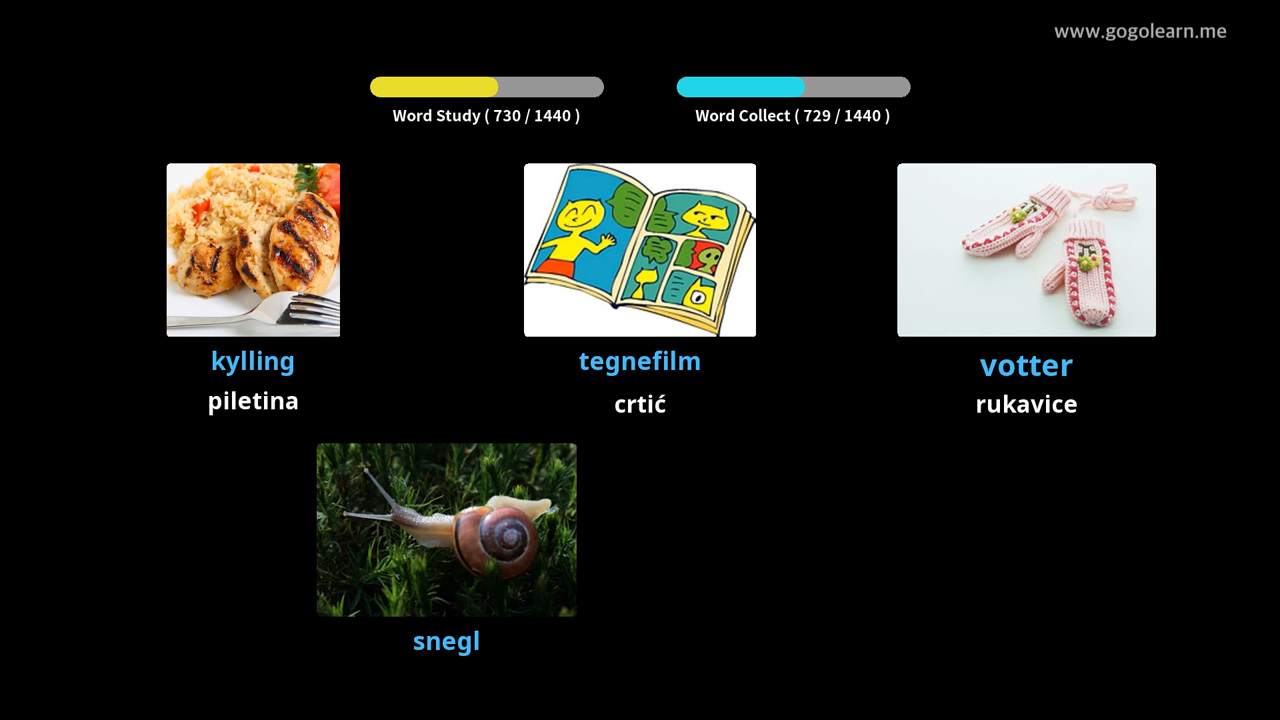 www.gogolearn.me
Word Study ( 730 / 1440 )
Word Collect ( 729 / 1440 )
kylling
tegnefilm
votter
piletina
crtić
rukavice
snegl